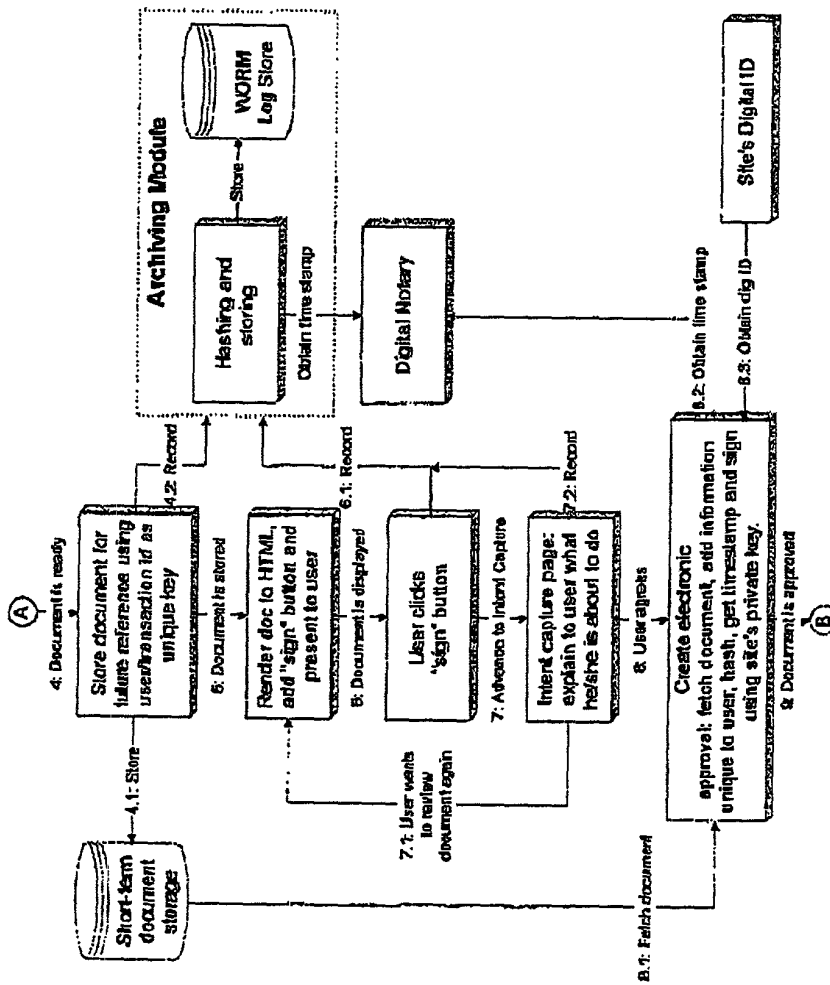 A
4: Document is ready
Store document for
future reference using
user/transaction id as
unique key
4.1: Store
Short-term
document
storage
4.2: Record
5: Document is stored
Render doc to HTML,
add "sign" button and
present to user
6: Document is displayed
User clicks
"sign" button
6.1: Record
7: Advance to Intent Capture
Intent capture page:
explain to user what
he/she is about to do
7.1: User wants
to review
document again
7.2: Record
8: User agrees
Create electronic
approval: fetch document, add information
unique to user, hash, get timestamp and sign
using site's private key.
8.1: Fetch document
8.2: Obtain time stamp
8.3: Obtain dig ID
9: Document is approved
B
Archiving Module
Hashing and
storing
Store
WORM
Log Store
Obtain time stamp
Digital Notary
Site's Digital ID